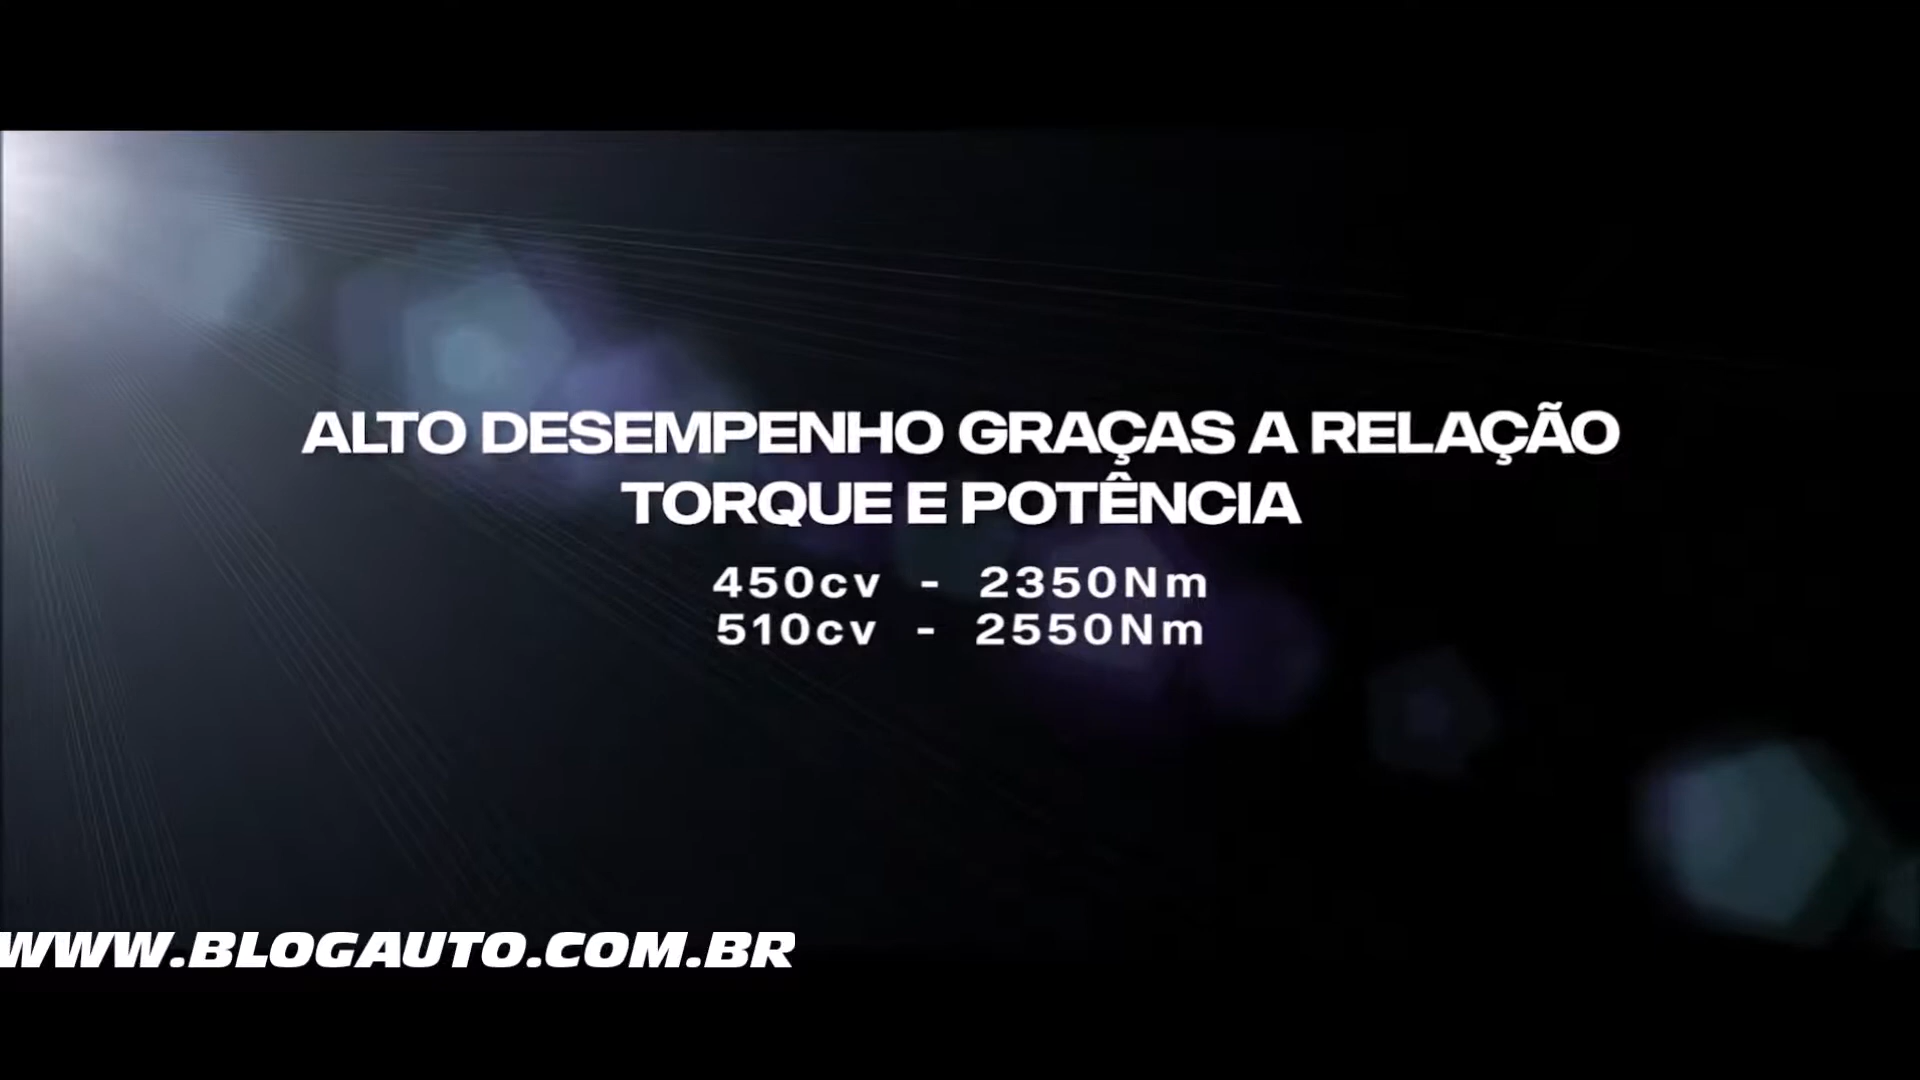 ALTO DESEMPENHO GRAÇAS A RELAÇÃO
TORQUE E POTÊNCIA
450cv - 2350Nm
510cv - 2550Nm
WWW.BLOGAUTO.COM.BR